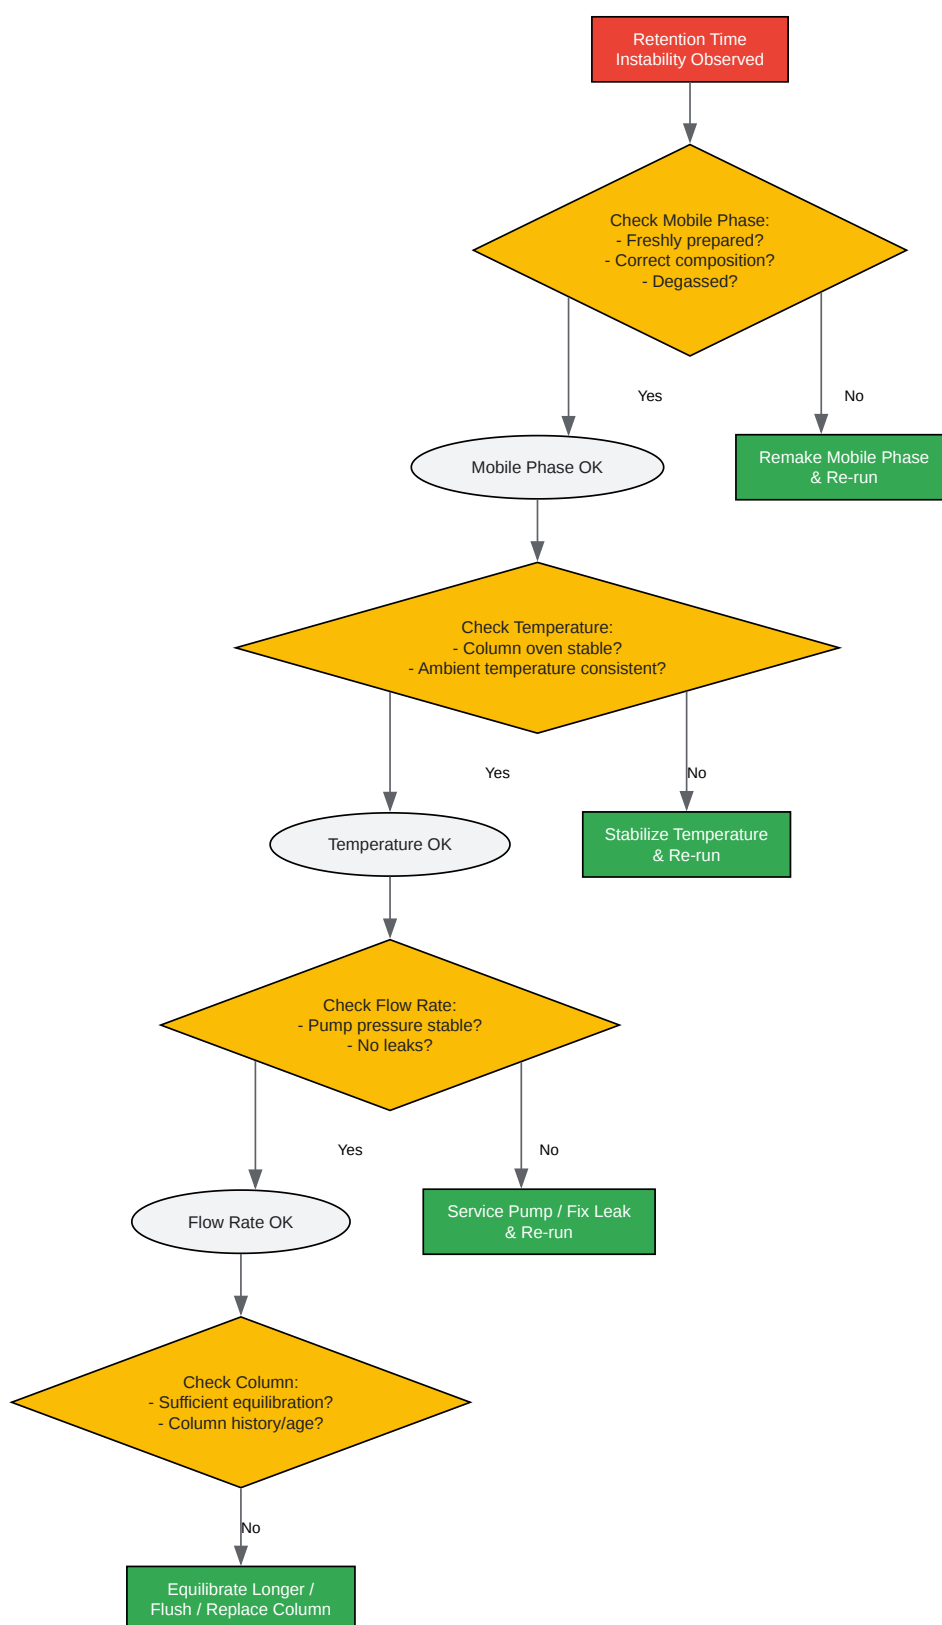 Retention Time
Instability Observed
Check Mobile Phase:
- Freshly prepared?
- Correct composition?
- Degassed?
Yes
No
Mobile Phase OK
Remake Mobile Phase
& Re-run
Check Temperature:
- Column oven stable?
- Ambient temperature consistent?
Yes
No
Temperature OK
Stabilize Temperature
& Re-run
Check Flow Rate:
- Pump pressure stable?
- No leaks?
Yes
No
Flow Rate OK
Service Pump / Fix Leak
& Re-run
Check Column:
- Sufficient equilibration?
- Column history/age?
No
Equilibrate Longer /
Flush / Replace Column